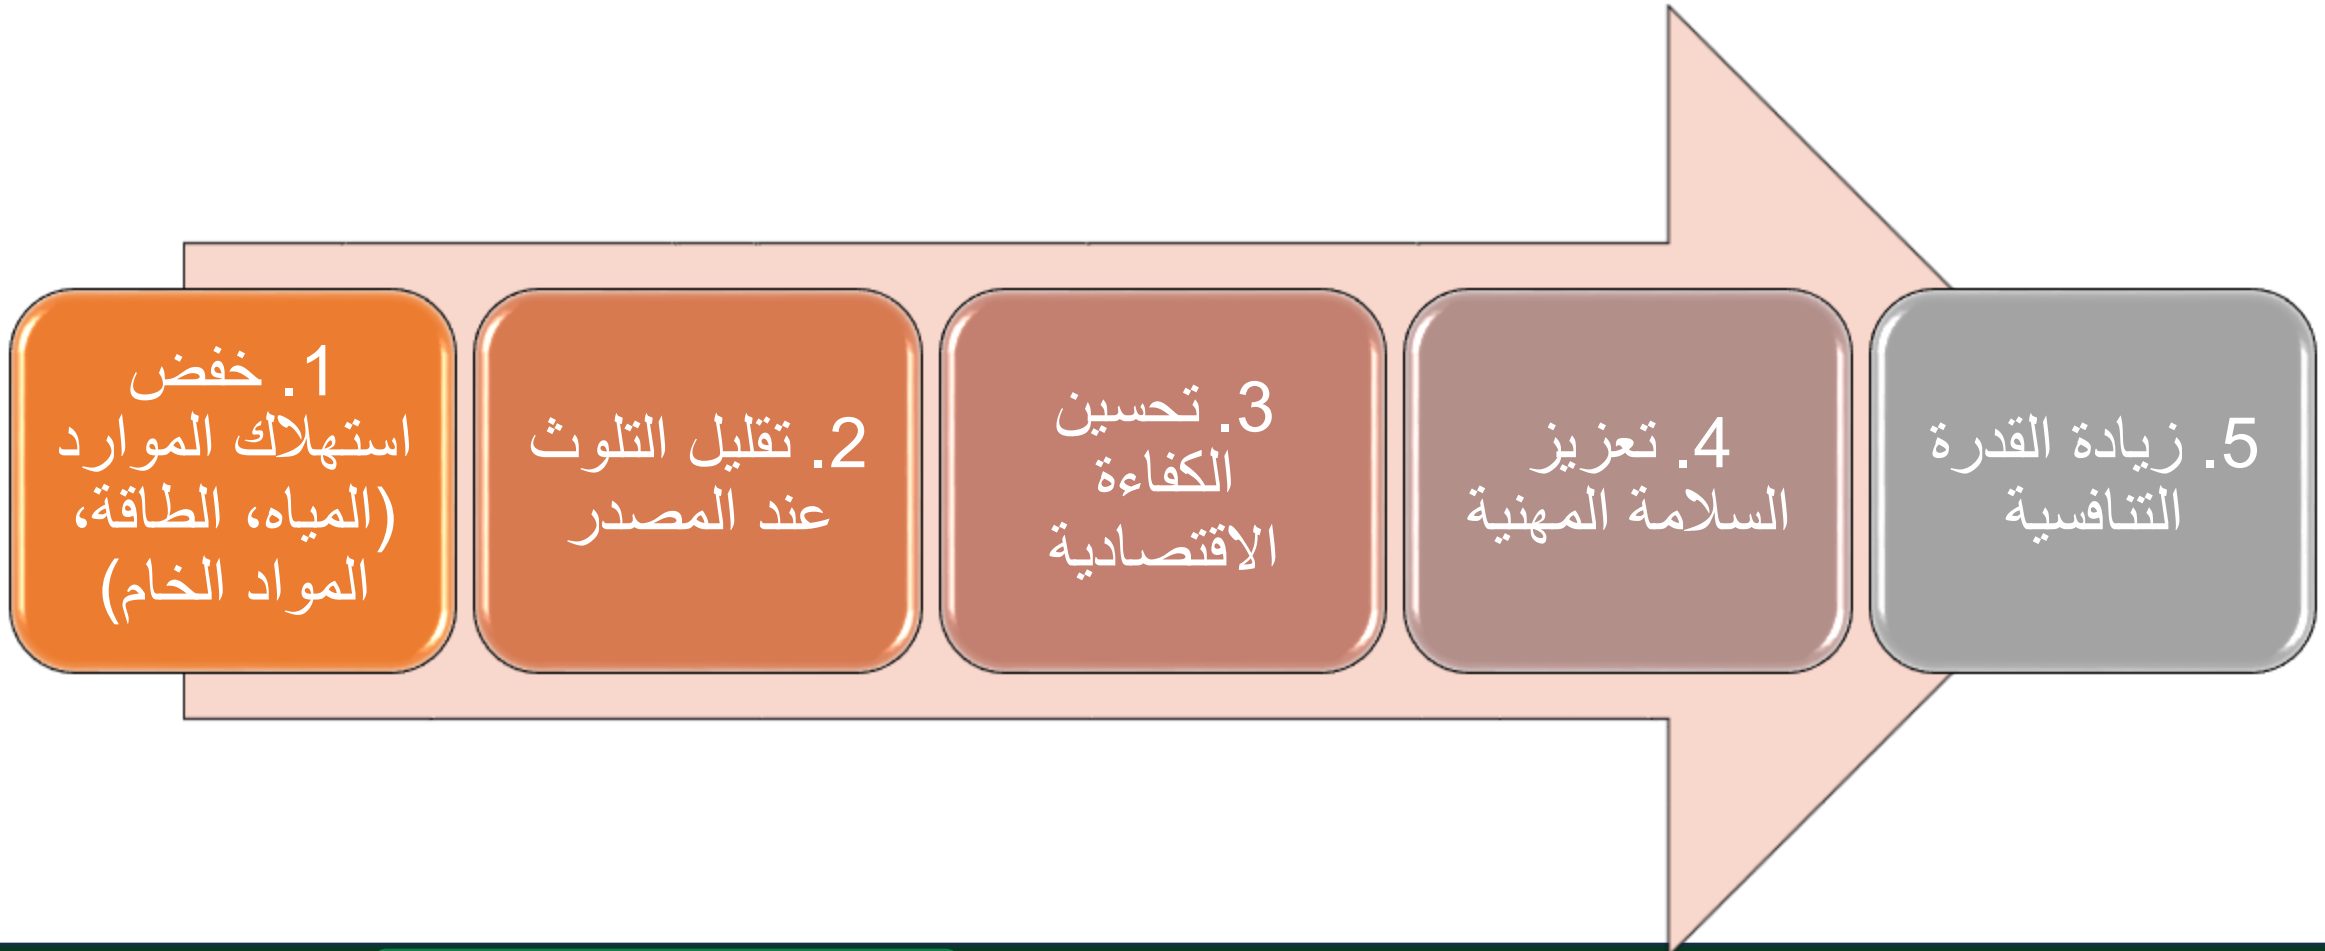 1. خفض
استهلاك الموارد
(المياه، الطاقة،
المواد الخام)
2. تقليل التلوث
عند المصدر
3. تحسين
الكفاءة
الاقتصادية
4. تعزيز
السلامة المهنية
5. زيادة القدرة
التنافسية